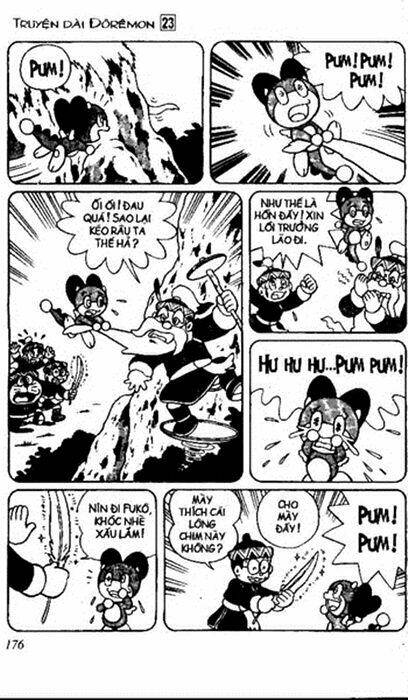 TRUYỆN DÀI ĐÔRÊMON 23
PUM!
PUM! PUM!
PUM!
ỐI ỐI! ĐAU
QUÁ! SAO LẠI
KÉO RÂU TA
THẾ HẢ?
NHƯ THẾ LÀ
HỖN ĐẤY! XIN
LỖI TRƯỞNG
LÃO ĐI.
HU HU HU...PUM PUM!
NÍN ĐI FUKÔ,
KHÓC NHÈ
XẤU LẮM!
MÀY
THÍCH CÁI
LÔNG
CHIM NÀY
KHÔNG?
CHO
MÀY
ĐẤY!
PUM!
PUM!
176